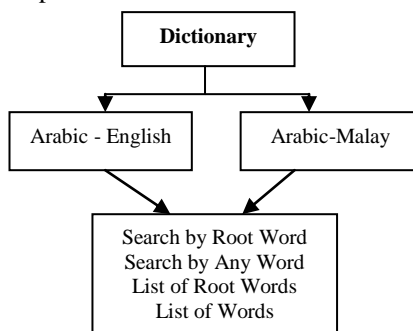 Dictionary
Arabic - English
Arabic-Malay
Search by Root Word
Search by Any Word
List of Root Words
List of Words